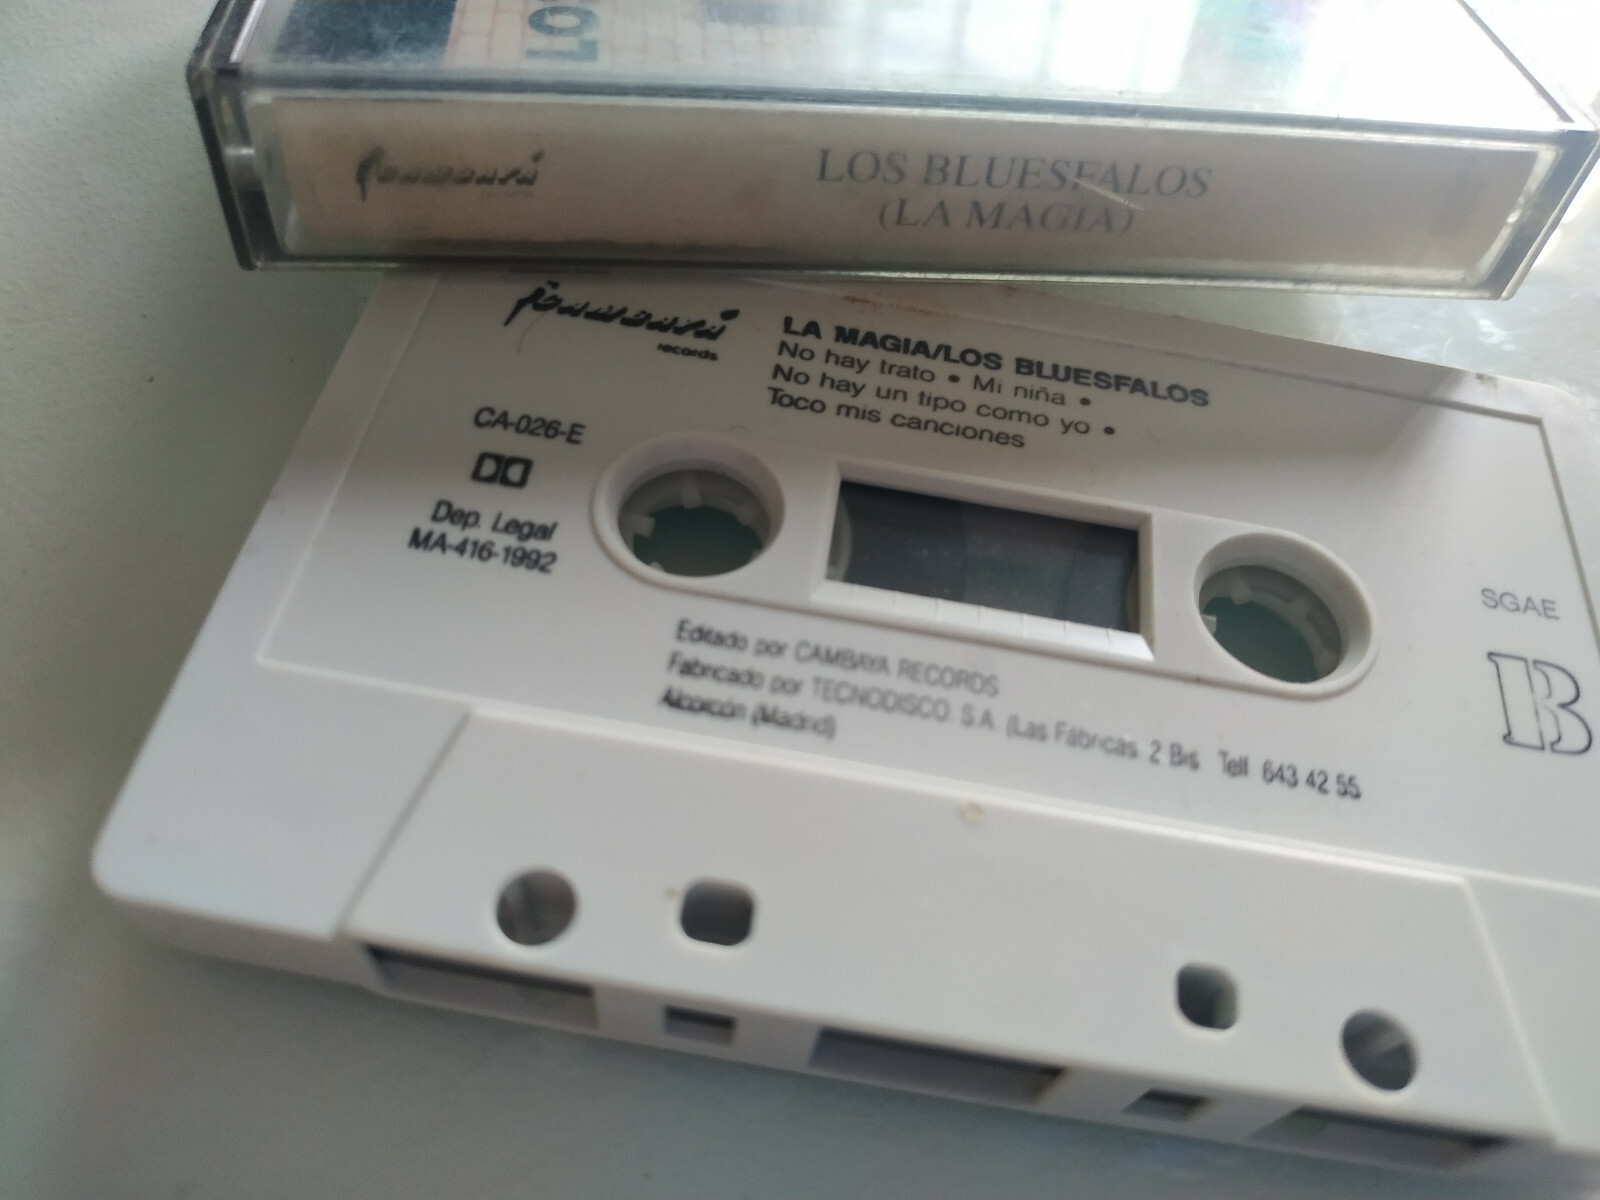 LOS BLUESFALOS
(LA MAGIA)
records
LA MAGIA/LOS BLUESFALOS
No hay trato • Mi niña •
No hay un tipo como yo •
Toco mis canciones
CA-026-E
Dep. Legal
MA-416-1992
SGAE
B
Editado por CAMBAYA RECORDS
Fabricado por TECNODISCO, S.A. (Las Fábricas, 2 Bis Telf 643 42 55
Alcorcón (Madrid)